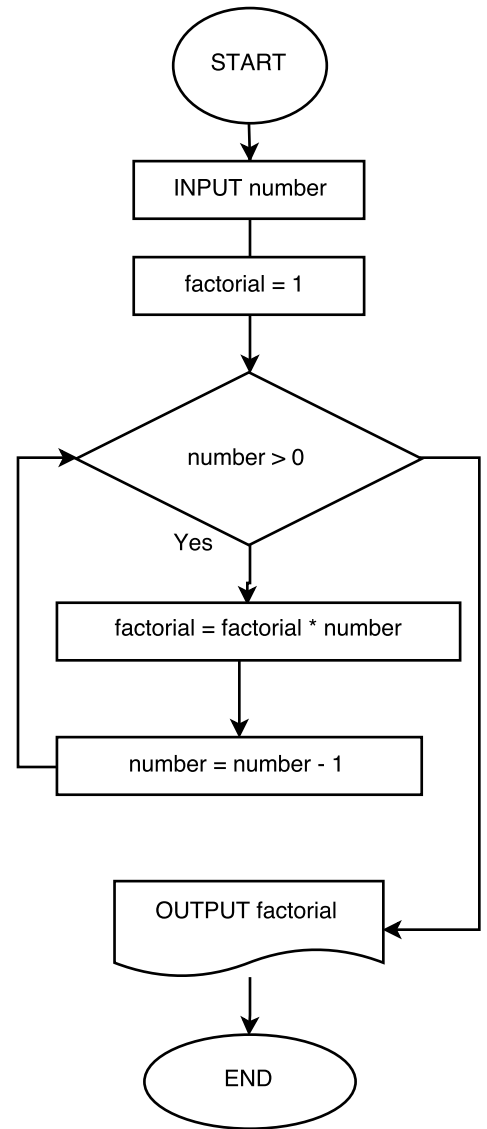 START
INPUT number
factorial = 1
number > 0
Yes
factorial = factorial * number
number = number - 1
OUTPUT factorial
END